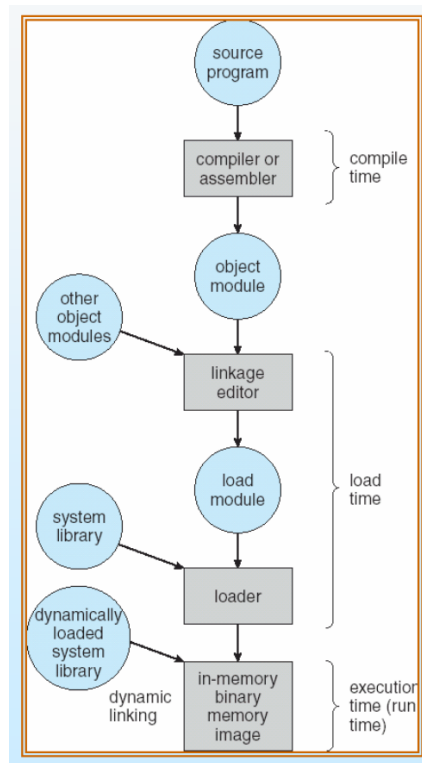 source
program
compiler or
assembler
compile
time
object
module
other
object
modules
linkage
editor
load
module
load
time
system
library
loader
dynamically
loaded
system
library
dynamic
linking
in-memory
binary
memory
image
execution
time (run
time)